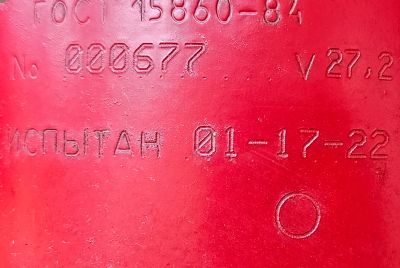 ГОСТ 15860-84
No 000677 V 27,2
ИСПЫТАН 01-17-22